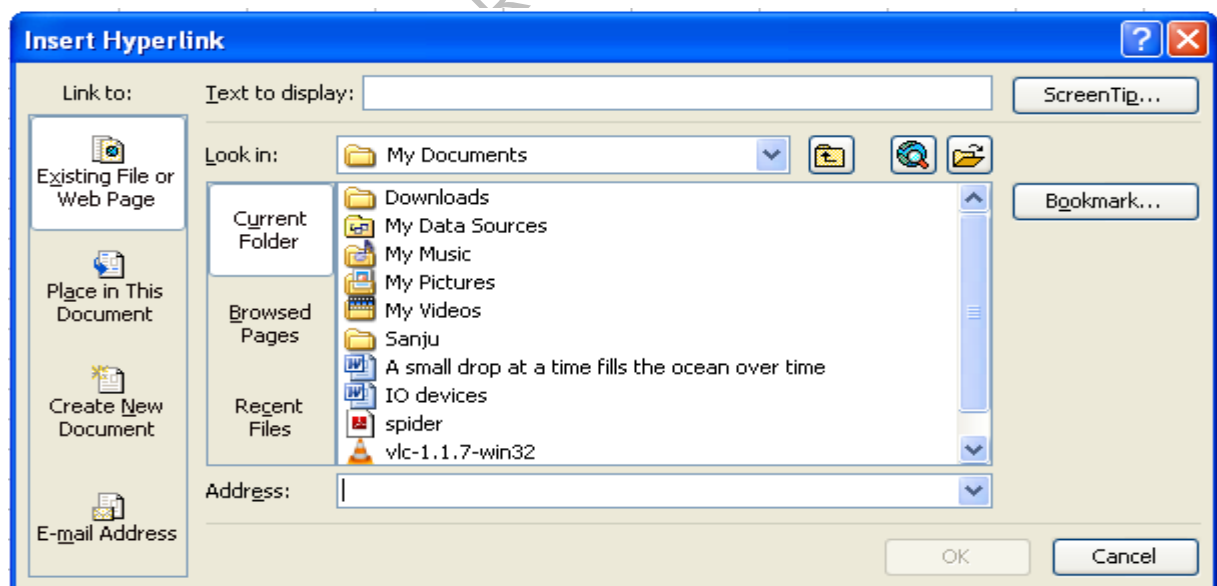 Insert Hyperlink
Link to:
Text to display:
ScreenTip...
Existing File or
Web Page
Look in:
My Documents
Current
Folder
Downloads
My Data Sources
My Music
My Pictures
My Videos
Sanju
A small drop at a time fills the ocean over time
IO devices
spider
vlc-1.1.7-win32
Bookmark...
Place in This
Document
Browsed
Pages
Create New
Document
Recent
Files
E-mail Address
Address:
OK
Cancel